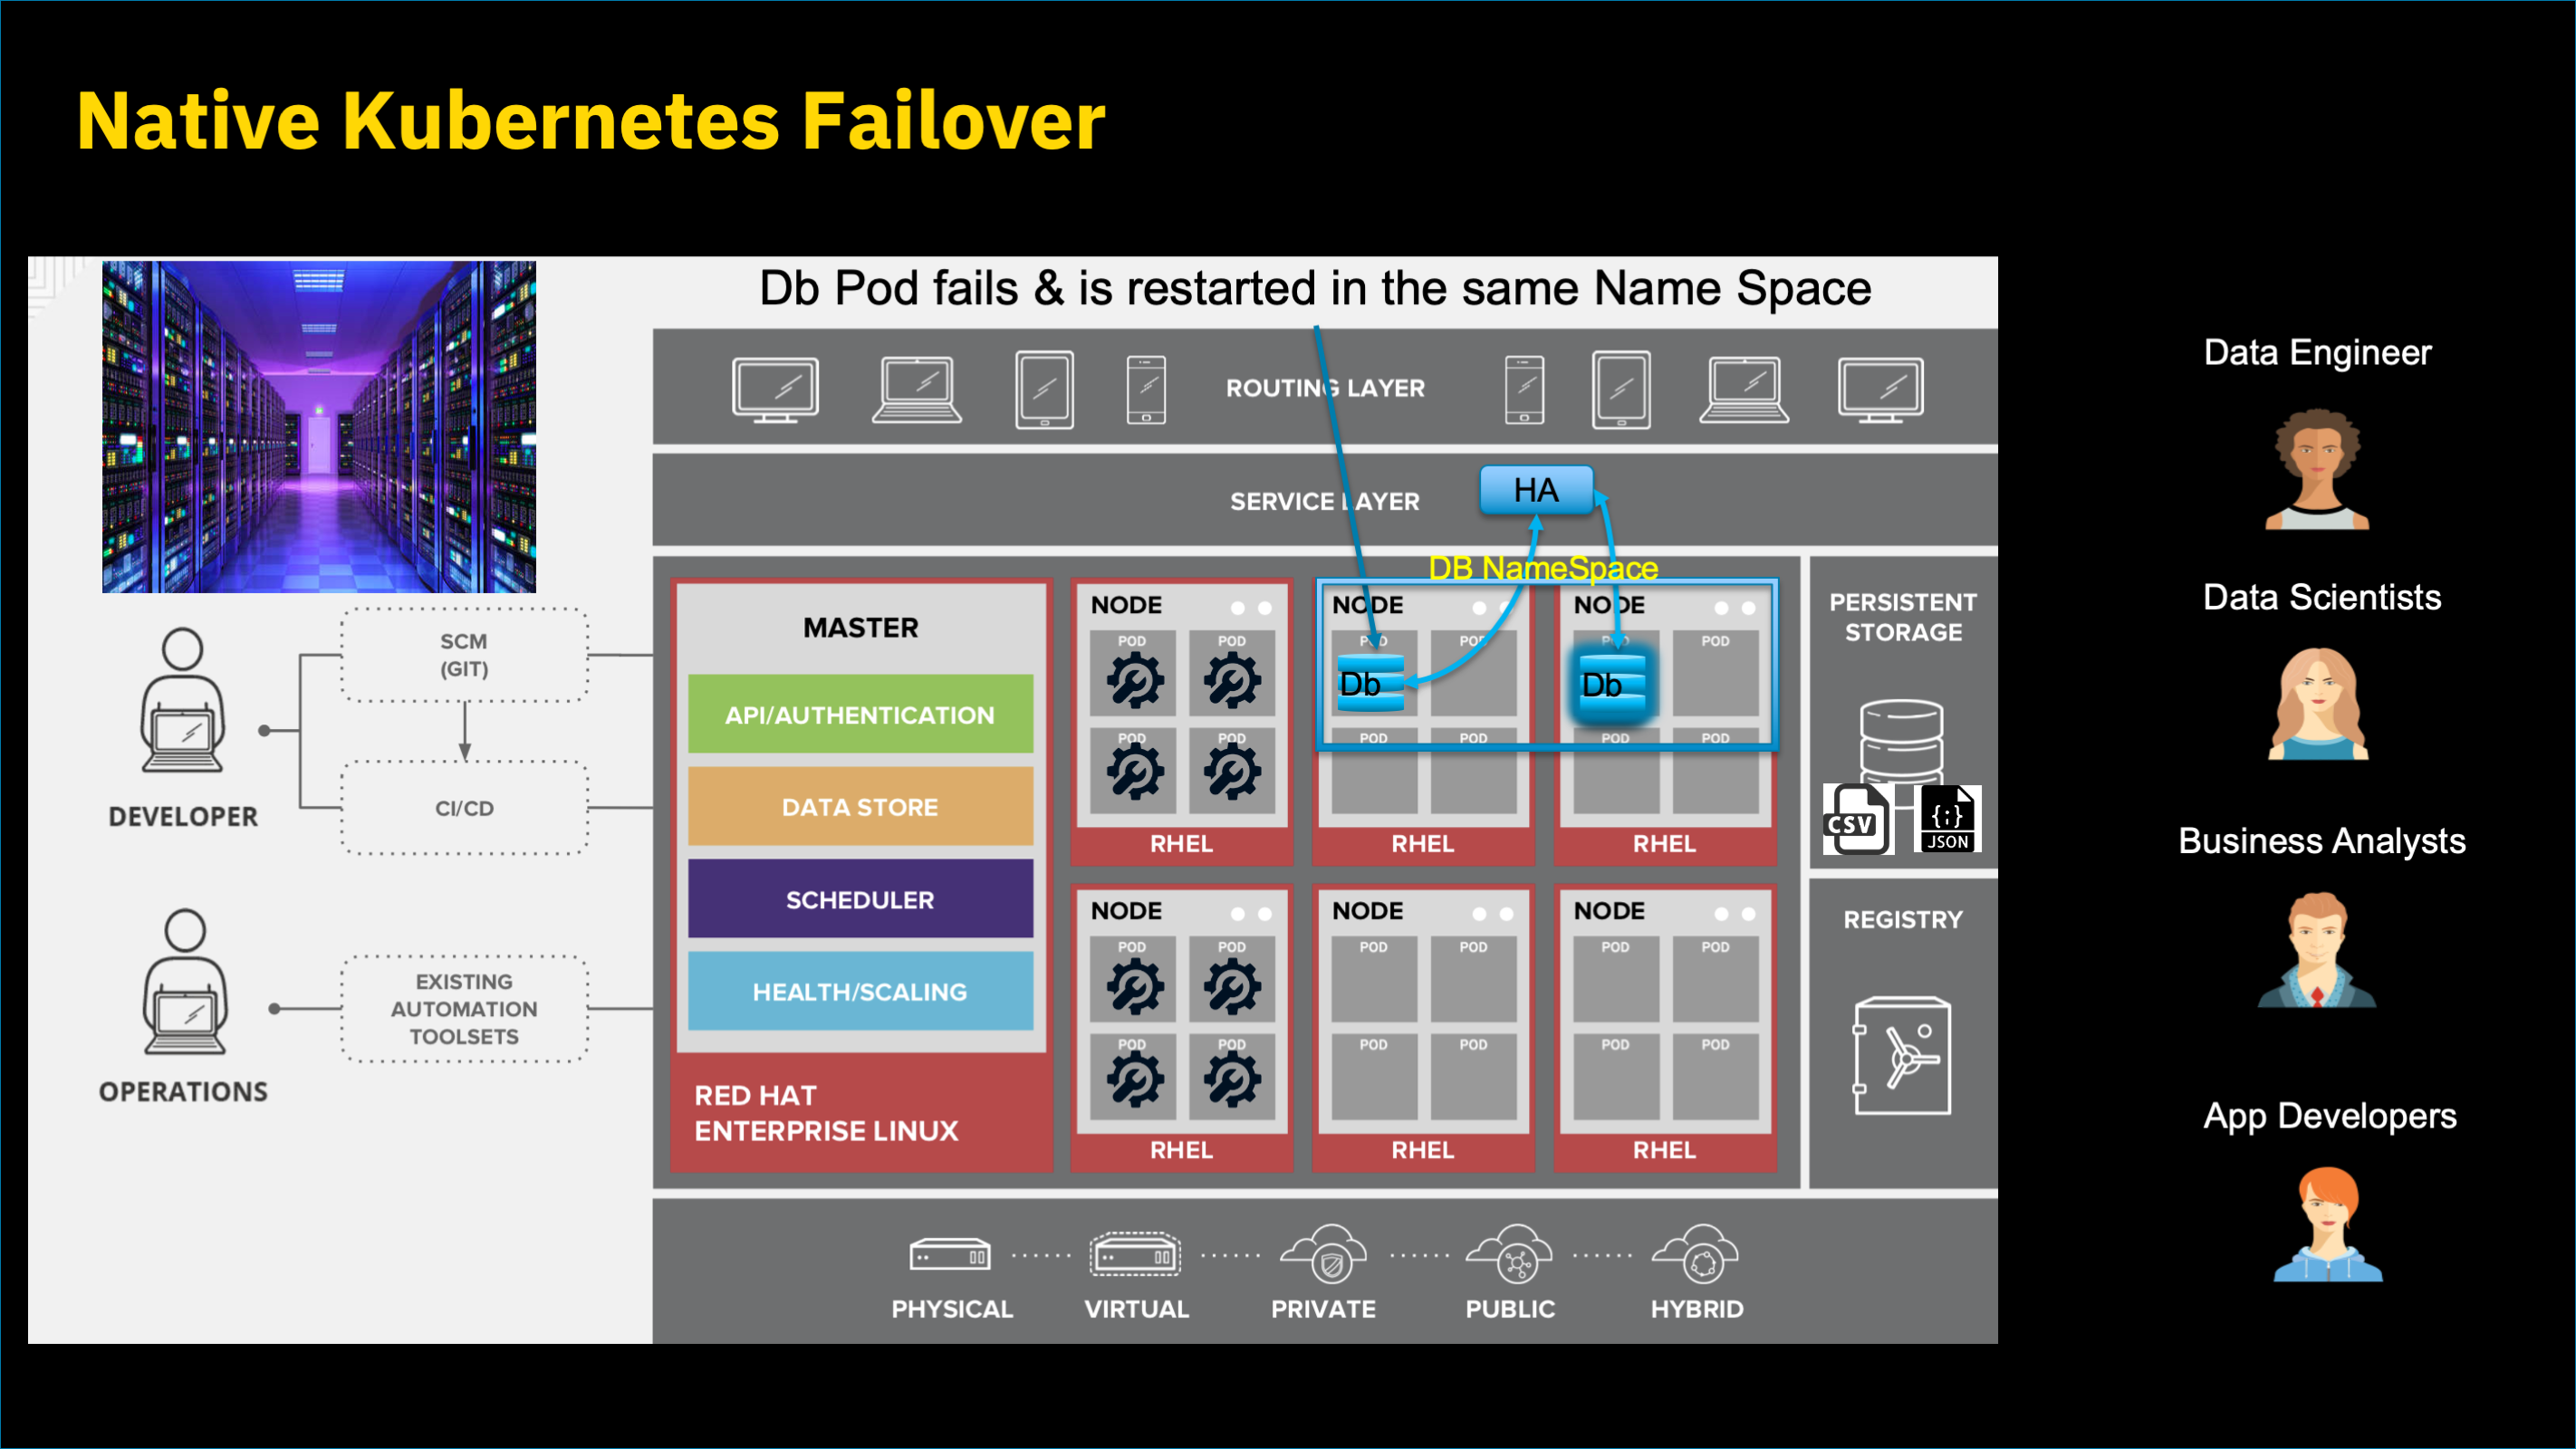 Native Kubernetes Failover
Db Pod fails & is restarted in the same Name Space
ROUTING LAYER
SERVICE LAYER
HA
DB NameSpace
SCM
(GIT)
CI/CD
DEVELOPER
EXISTING
AUTOMATION
TOOLSETS
OPERATIONS
MASTER
API/AUTHENTICATION
DATA STORE
SCHEDULER
HEALTH/SCALING
RED HAT
ENTERPRISE LINUX
NODE
POD POD
POD POD
RHEL
NODE
POD POD
Db
POD POD
RHEL
NODE
POD POD
Db
POD POD
RHEL
NODE
POD POD
POD POD
RHEL
NODE
POD POD
POD POD
RHEL
NODE
POD POD
POD POD
RHEL
PERSISTENT
STORAGE
CSV
{;}
JSON
REGISTRY
PHYSICAL
VIRTUAL
PRIVATE
PUBLIC
HYBRID
Data Engineer
Data Scientists
Business Analysts
App Developers